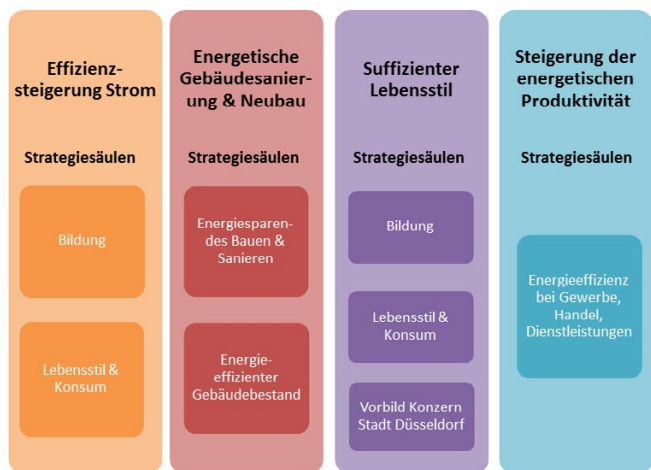 Effizienz-
steigerung Strom
Strategiesäulen
Bildung
Lebensstil &
Konsum
Energetische
Gebäudesanier-
ung & Neubau
Strategiesäulen
Energiesparen-
des Bauen &
Sanieren
Energie-
effizienter
Gebäudebestand
Suffizienter
Lebensstil
Strategiesäulen
Bildung
Lebensstil &
Konsum
Vorbild Konzern
Stadt Düsseldorf
Steigerung der
energetischen
Produktivität
Strategiesäulen
Energieeffizienz
bei Gewerbe,
Handel,
Dienstleistungen